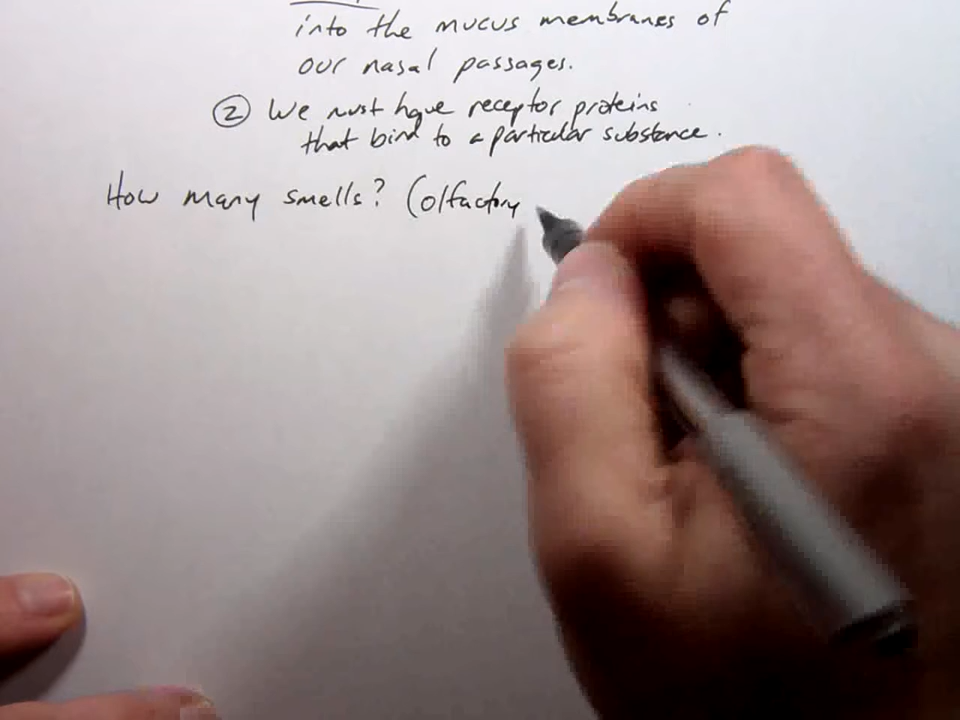 into the mucus membranes of
our nasal passages.
② We must have receptor proteins
that bind to a particular substance.
How many smells? (olfactory